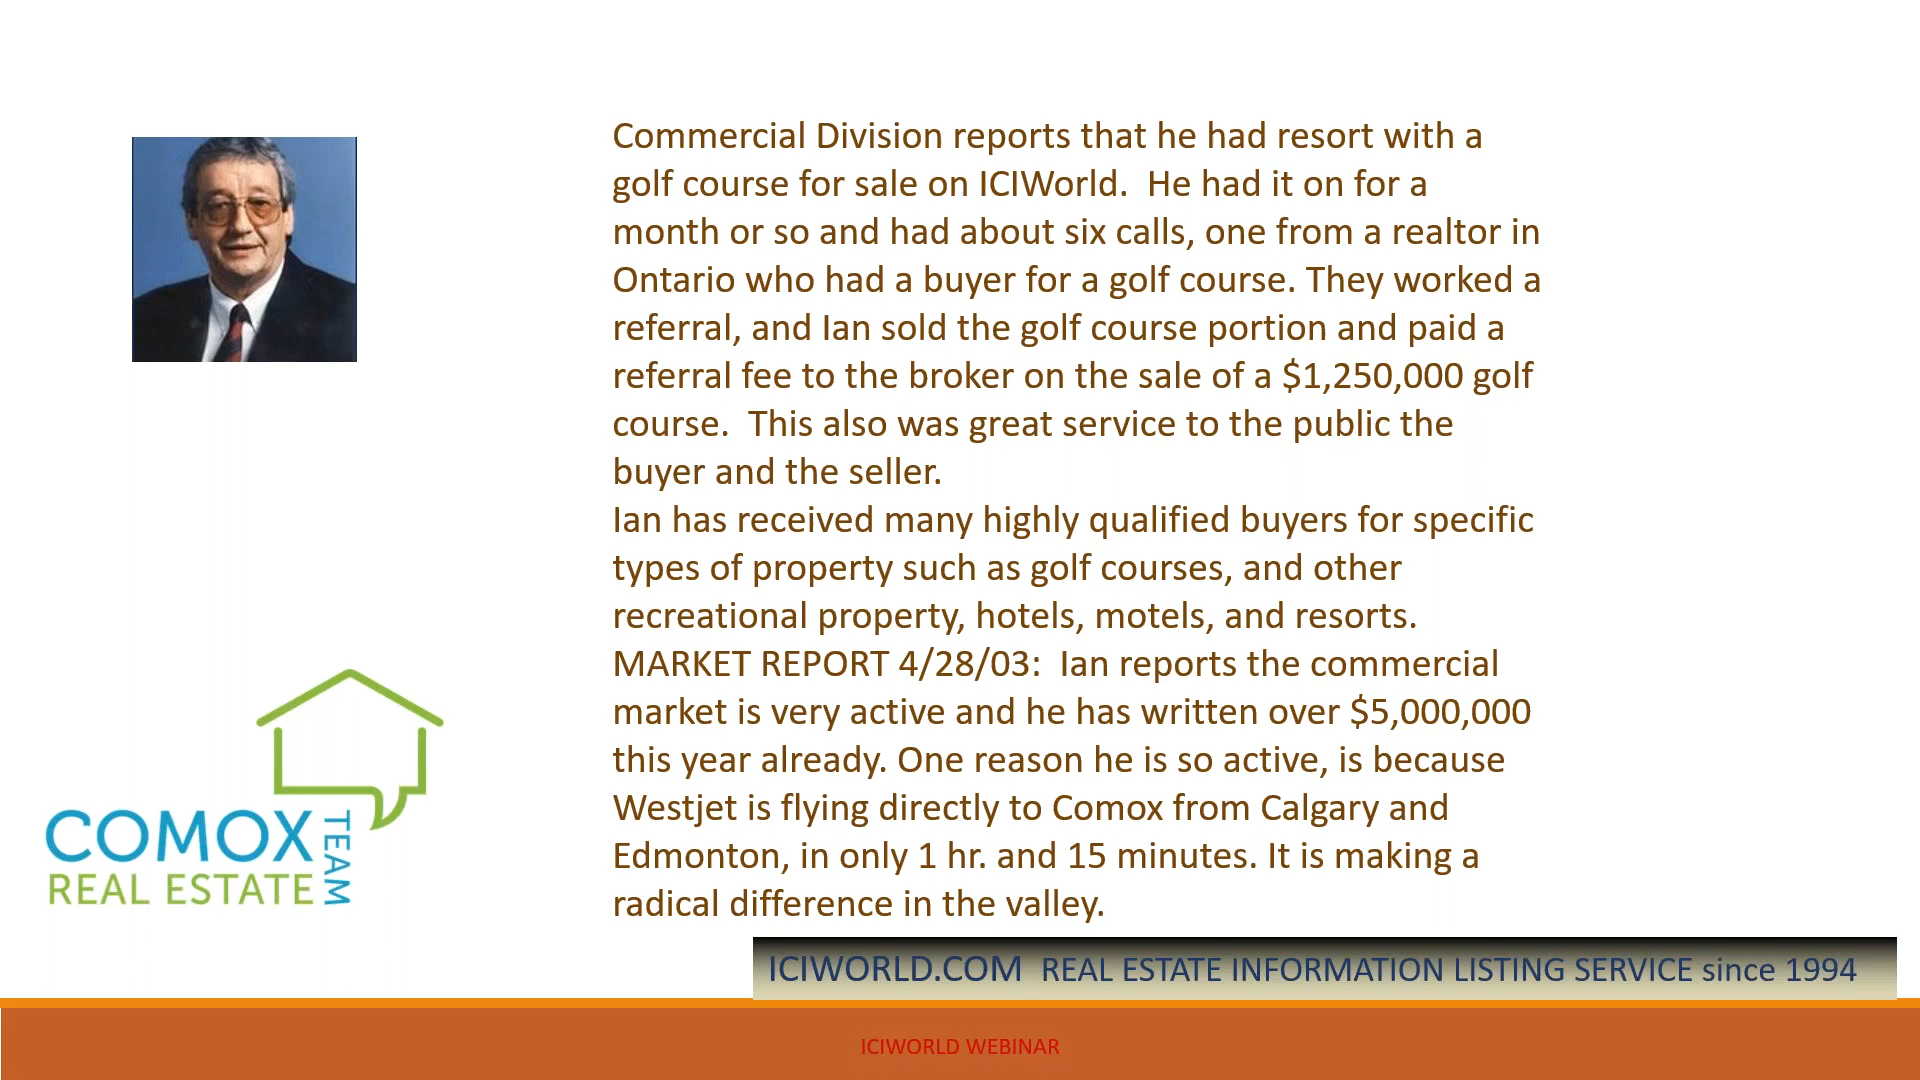 Commercial Division reports that he had resort with a
golf course for sale on ICIWorld.  He had it on for a
month or so and had about six calls, one from a realtor in
Ontario who had a buyer for a golf course. They worked a
referral, and Ian sold the golf course portion and paid a
referral fee to the broker on the sale of a $1,250,000 golf
course.  This also was great service to the public the
buyer and the seller.
Ian has received many highly qualified buyers for specific
types of property such as golf courses, and other
recreational property, hotels, motels, and resorts.
MARKET REPORT 4/28/03:  Ian reports the commercial
market is very active and he has written over $5,000,000
this year already. One reason he is so active, is because
Westjet is flying directly to Comox from Calgary and
Edmonton, in only 1 hr. and 15 minutes. It is making a
radical difference in the valley.
COMOX
REAL ESTATE
TEAM
ICIWORLD.COM  REAL ESTATE INFORMATION LISTING SERVICE since 1994
ICIWORLD WEBINAR